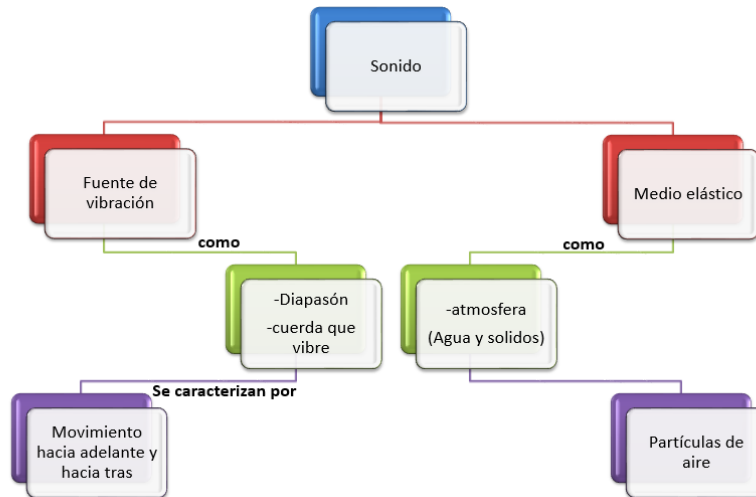 Sonido
Fuente de
vibración
Medio elástico
como
como
-Diapasón
-cuerda que
vibre
-atmosfera
(Agua y solidos)
Se caracterizan por
Movimiento
hacia adelante y
hacia tras
Partículas de
aire